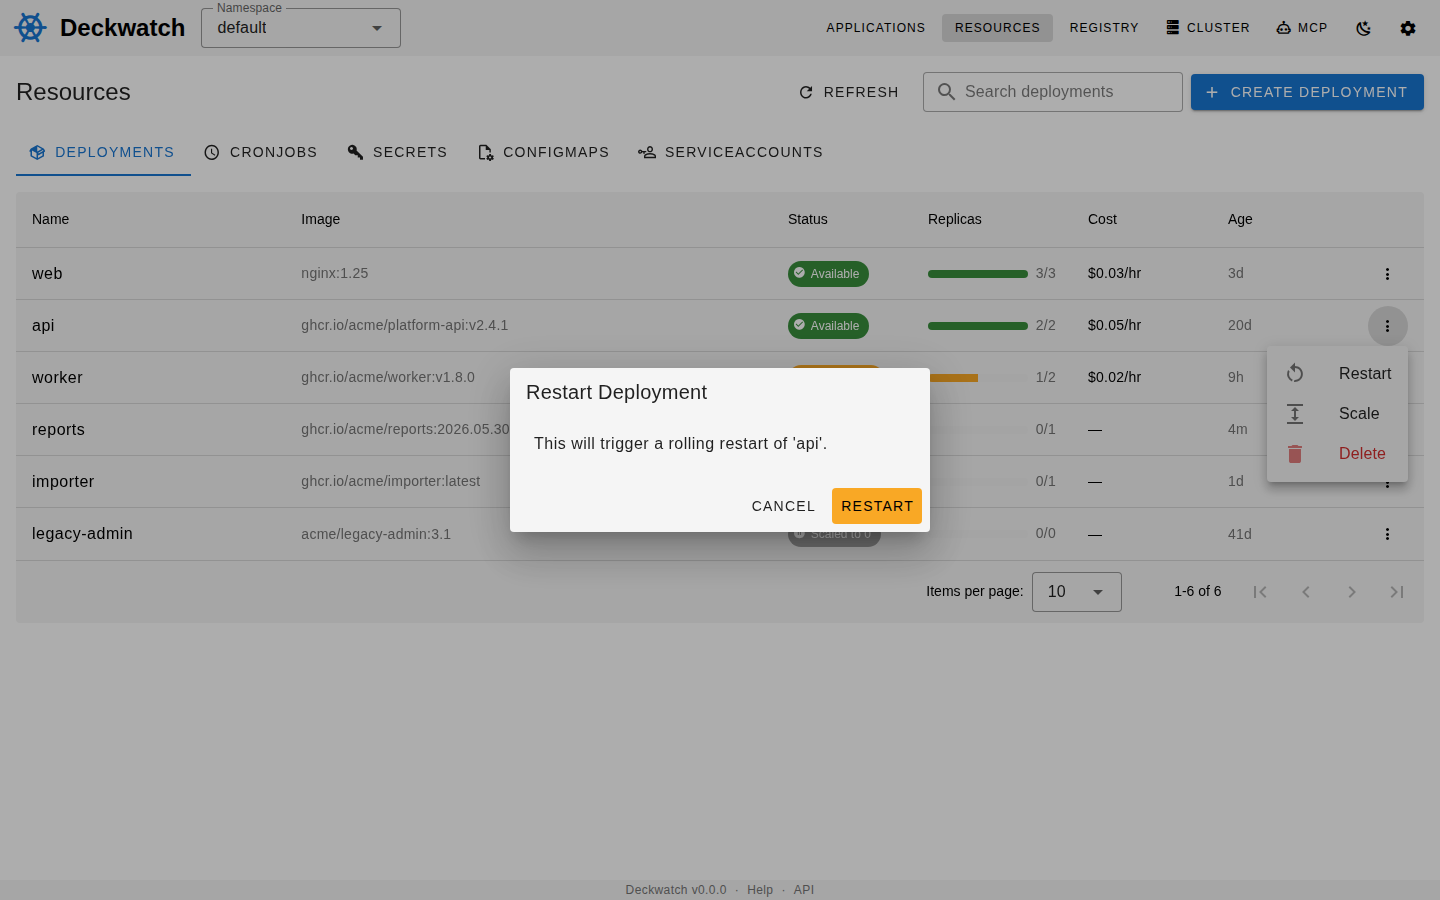 Deckwatch
Namespace
default
APPLICATIONS
RESOURCES
REGISTRY
CLUSTER
MCP
Resources
REFRESH
Search deployments
CREATE DEPLOYMENT
DEPLOYMENTS
CRONJOBS
SECRETS
CONFIGMAPS
SERVICEACCOUNTS
Name Image Status Replicas Cost Age
web nginx:1.25 Available 3/3 $0.03/hr 3d
api ghcr.io/acme/platform-api:v2.4.1 Available 2/2 $0.05/hr 20d
worker ghcr.io/acme/worker:v1.8.0 1/2 $0.02/hr 9h
reports ghcr.io/acme/reports:2026.05.30 0/1 — 4m
importer ghcr.io/acme/importer:latest 0/1 — 1d
legacy-admin acme/legacy-admin:3.1 Scaled to 0 0/0 — 41d
Restart
Scale
Delete
Restart Deployment
This will trigger a rolling restart of 'api'.
CANCEL
RESTART
Items per page: 10 1-6 of 6
Deckwatch v0.0.0 · Help · API